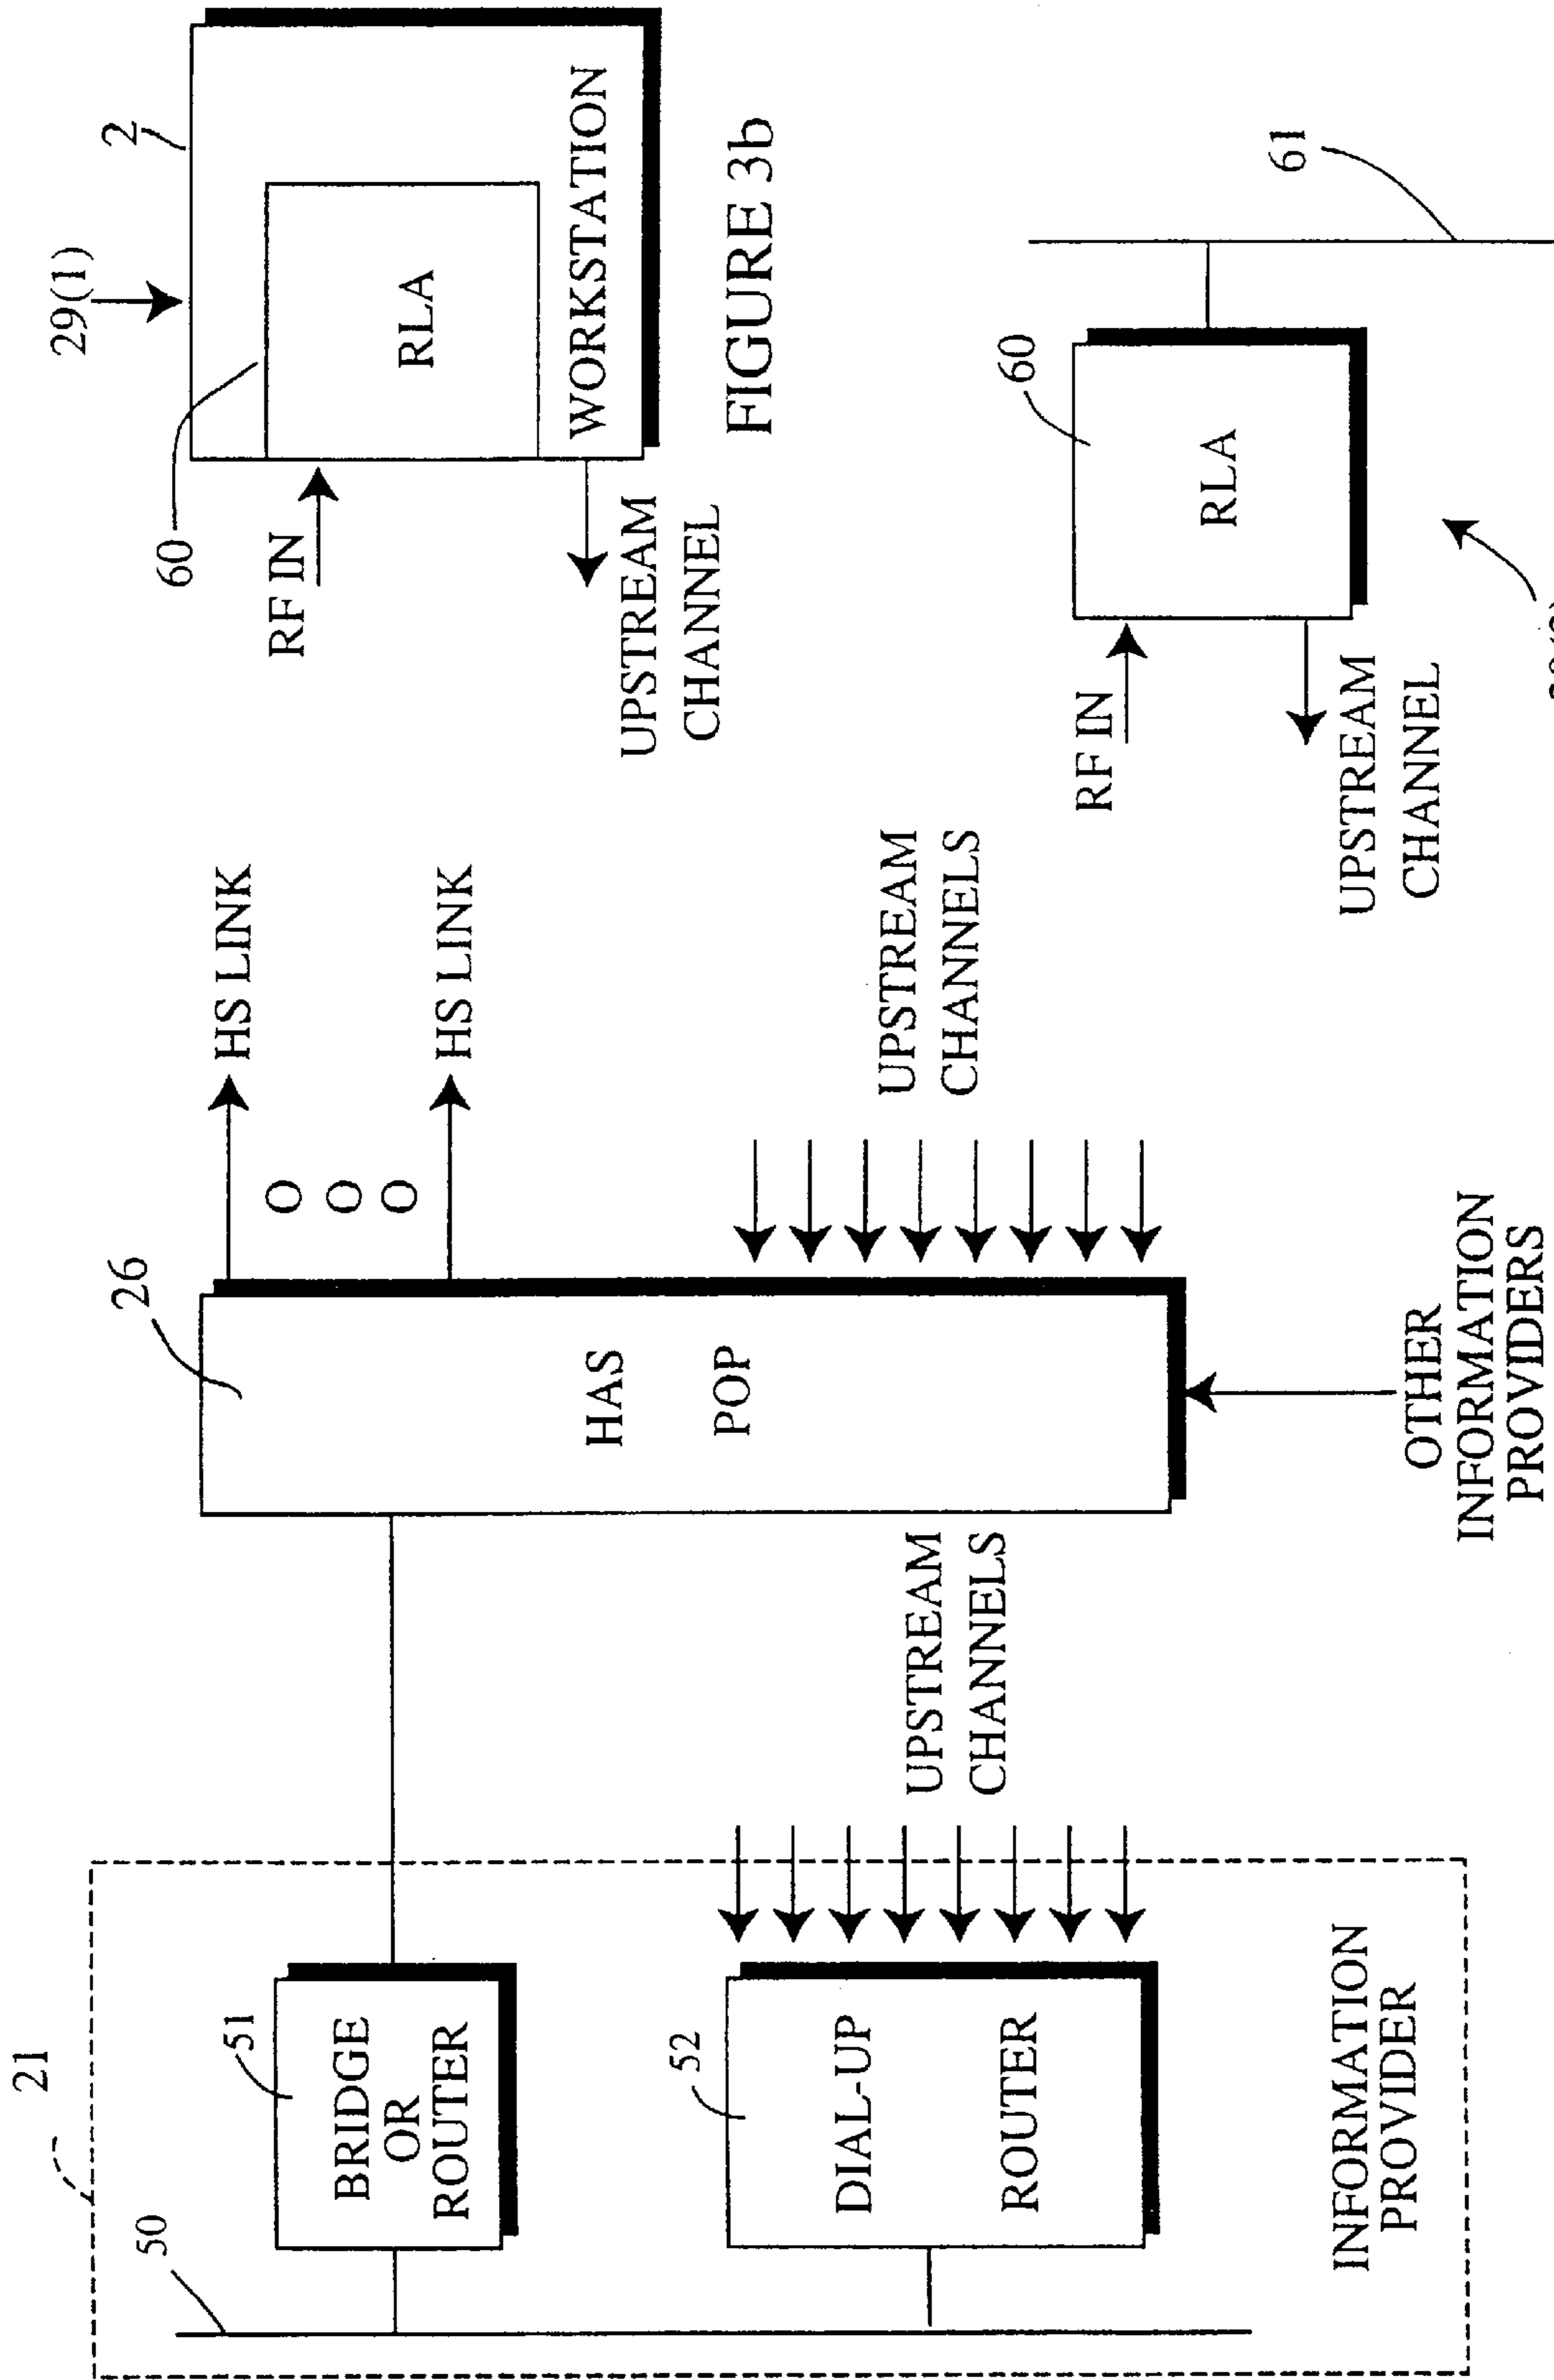 21
50
51
BRIDGE
OR
ROUTER
52
DIAL-UP
ROUTER
INFORMATION
PROVIDER
UPSTREAM
CHANNELS
26
HAS
POP
OTHER
INFORMATION
PROVIDERS
HS LINK
O
O
O
HS LINK
UPSTREAM
CHANNELS
29(1)
2
60
RF IN
RLA
WORKSTATION
UPSTREAM
CHANNEL
FIGURE 3b
60
61
RF IN
RLA
UPSTREAM
CHANNEL